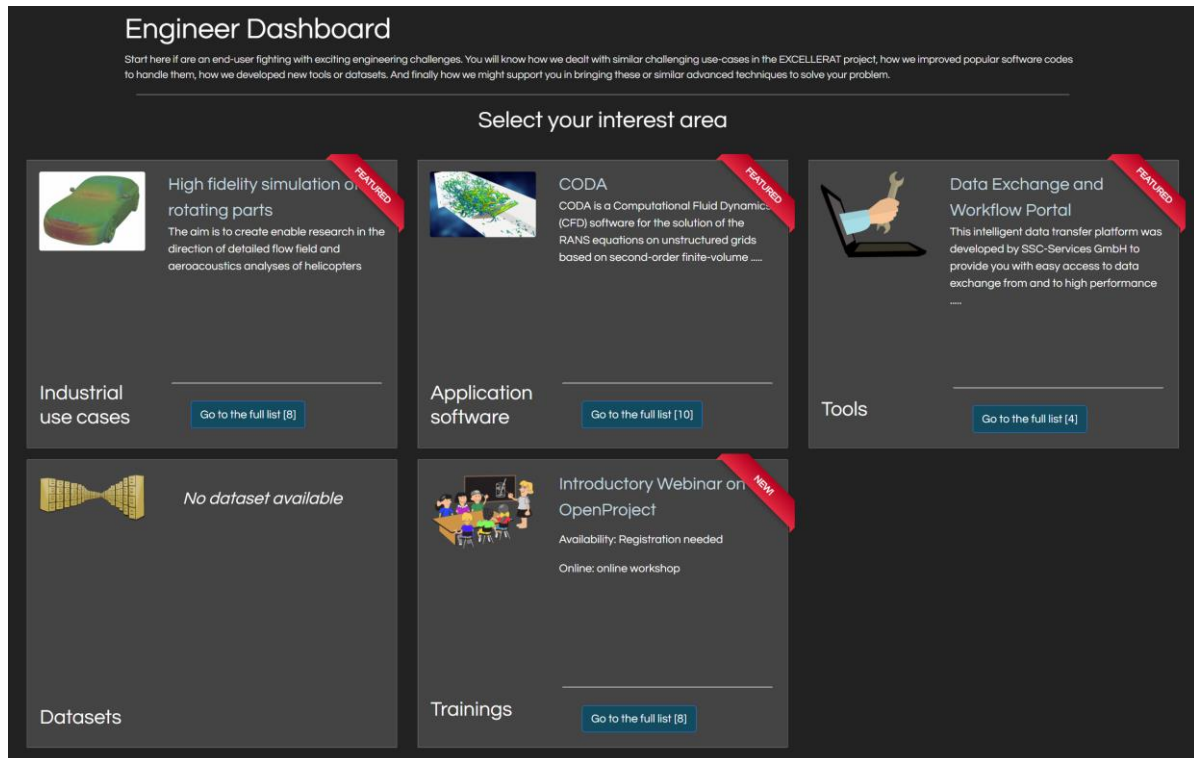 Engineer Dashboard
Start here if are an end-user fighting with exciting engineering challenges. You will know how we dealt with similar challenging use-cases in the EXCELLERAT project, how we improved popular software codes
to handle them, how we developed new tools or datasets. And finally how we might support you in bringing these or similar advanced techniques to solve your problem.
Select your interest area
FEATURED
High fidelity simulation of
rotating parts
The aim is to create enable research in the
direction of detailed flow field and
aeroacoustics analyses of helicopters
Industrial
use cases
Go to the full list [8]
FEATURED
CODA
CODA is a Computational Fluid Dynamics
(CFD) software for the solution of the
RANS equations on unstructured grids
based on second-order finite-volume .....
Application
software
Go to the full list [10]
FEATURED
Data Exchange and
Workflow Portal
This intelligent data transfer platform was
developed by SSC-Services GmbH to
provide you with easy access to data
exchange from and to high performance
.....
Tools
Go to the full list [4]
No dataset available
Datasets
NEW!
Introductory Webinar on
OpenProject
Availability: Registration needed
Online: online workshop
Trainings
Go to the full list [8]